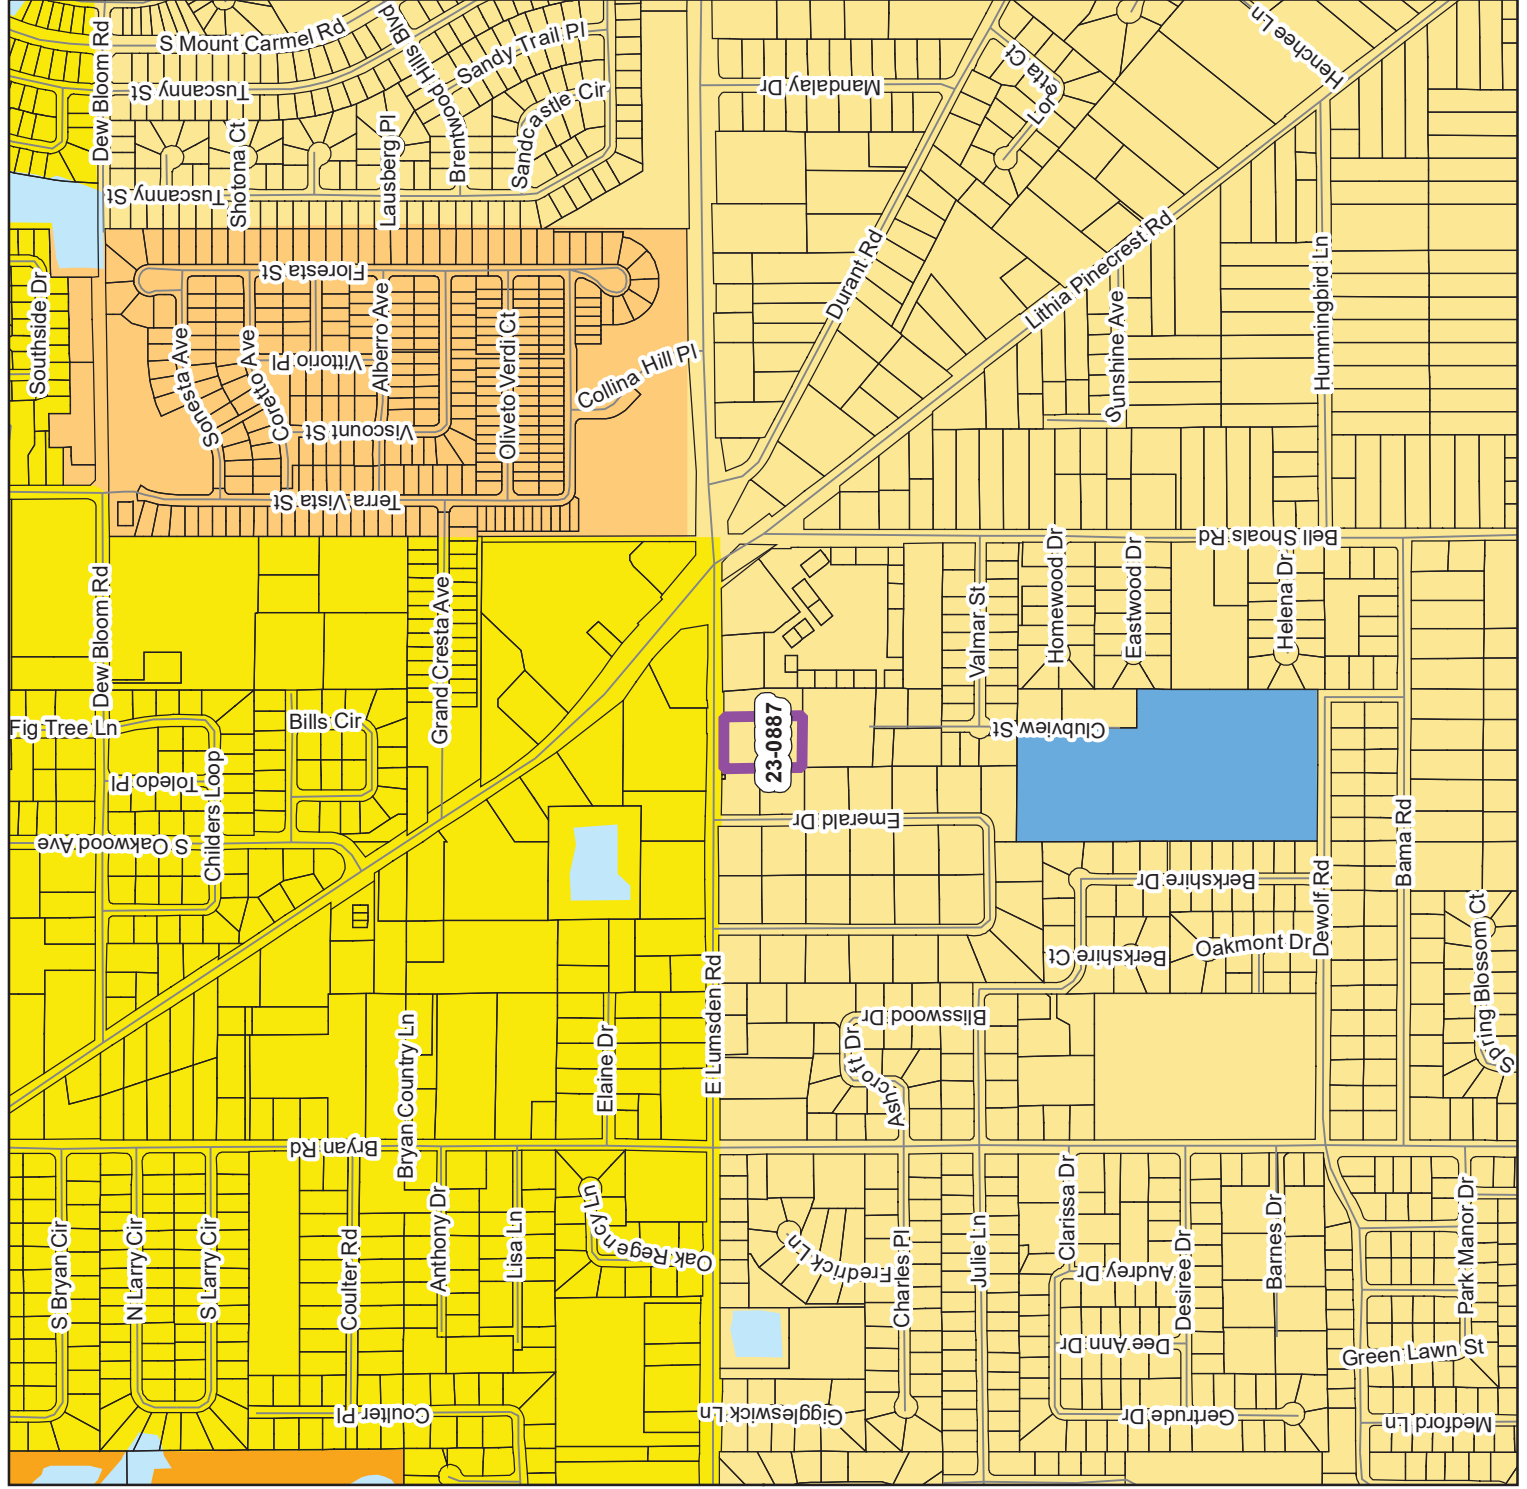 S Mount Carmel Rd
Dew Bloom Rd
Brentwood Hills Blvd
Sandy Trail Pl
Tuscanny St
Sandcastle Cir
Shotona Ct
Lausberg Pl
Tuscanny St
Mandalay Dr
Loretta Ct
Henchee Ln
Southside Dr
Floresta St
Sonesta Ave
Coretto Ave
Vittorio Pl
Alberro Ave
Viscount St
Oliveto Verdi Ct
Collina Hill Pl
Terra Vista St
Durant Rd
Lithia Pinecrest Rd
Sunshine Ave
Hummingbird Ln
Bell Shoals Rd
Dew Bloom Rd
Grand Cresta Ave
Valmar St
Homewood Dr
Eastwood Dr
Helena Dr
Fig Tree Ln
Bills Cir
Toledo Pl
Childers Loop
S Oakwood Ave
23-0887
Clubview St
Emerald Dr
Bama Rd
Berkshire Dr
Dewolf Rd
Berkshire Ct
Oakmont Dr
Spring Blossom Ct
S
E Lumsden Rd
Blisswood Dr
Ashcroft Dr
Elaine Dr
Bryan Country Ln
Bryan Rd
S Bryan Cir
N Larry Cir
S Larry Cir
Coulter Rd
Anthony Dr
Lisa Ln
Oak Regency Ln
Fredrick Ln
Charles Pl
Julie Ln
Clarissa Dr
Audrey Dr
Desiree Dr
Barnes Dr
Park Manor Dr
Dee Ann Dr
Green Lawn St
Coulter Pl
Giggleswick Ln
Gertrude Dr
Medford Ln